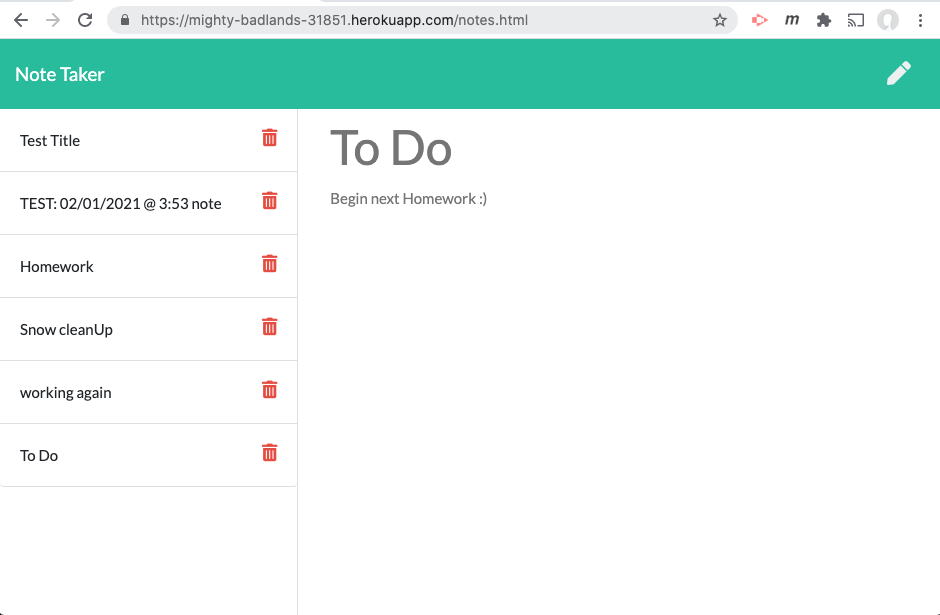 https://mighty-badlands-31851.herokuapp.com/notes.html
m
Note Taker
Test Title
TEST: 02/01/2021 @ 3:53 note
Homework
Snow cleanUp
working again
To Do
To Do
Begin next Homework :)